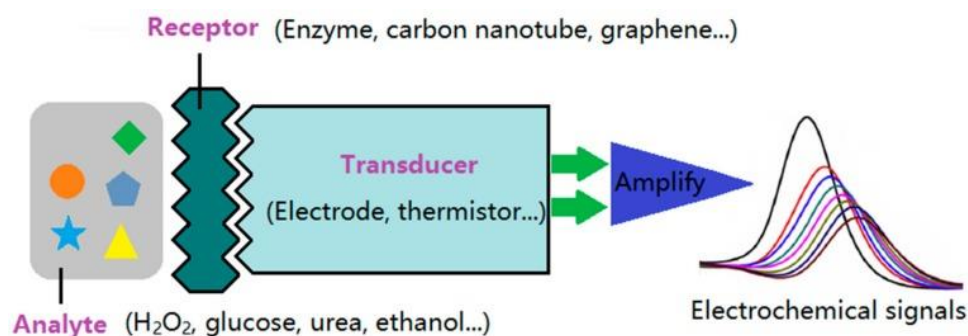 Receptor (Enzyme, carbon nanotube, graphene...)
Transducer
(Electrode, thermistor...)
Amplify
Electrochemical signals
Analyte (H₂O₂, glucose, urea, ethanol...)